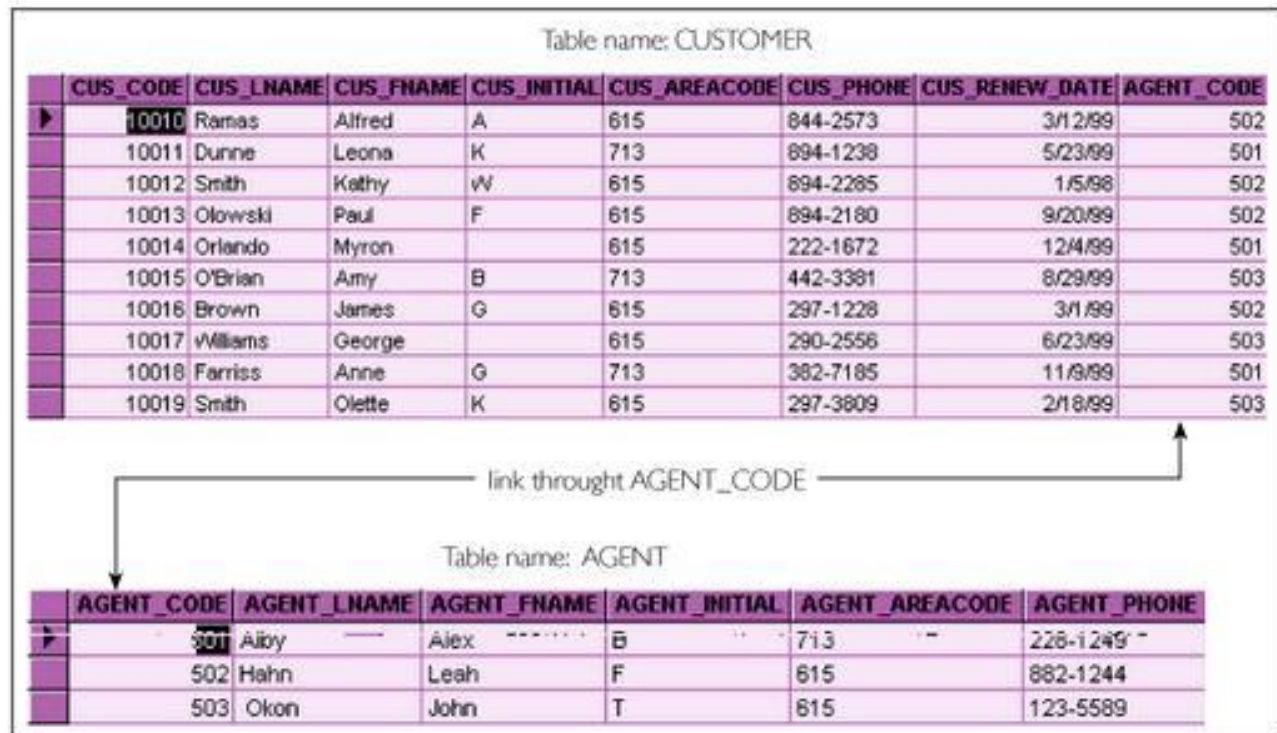 Table name: CUSTOMER
CUS_CODE CUS_LNAME CUS_FNAME CUS_INITIAL CUS_AREACODE CUS_PHONE CUS_RENEW_DATE AGENT_CODE
10010 Ramas Alfred A 615 844-2573 3/12/99 502
10011 Dunne Leona K 713 894-1238 5/23/99 501
10012 Smith Kathy W 615 894-2285 1/5/98 502
10013 Olowski Paul F 615 894-2180 9/20/99 502
10014 Orlando Myron 615 222-1672 12/4/99 501
10015 O'Brian Amy B 713 442-3381 8/29/99 503
10016 Brown James G 615 297-1228 3/1/99 502
10017 Williams George 615 290-2556 6/23/99 503
10018 Farriss Anne G 713 382-7185 11/9/99 501
10019 Smith Olette K 615 297-3809 2/18/99 503
link throught AGENT_CODE
Table name: AGENT
AGENT_CODE AGENT_LNAME AGENT_FNAME AGENT_INITIAL AGENT_AREACODE AGENT_PHONE
501 Alex B 713 228-1249
502 Hahn Leah F 615 882-1244
503 Okon John T 615 123-5589